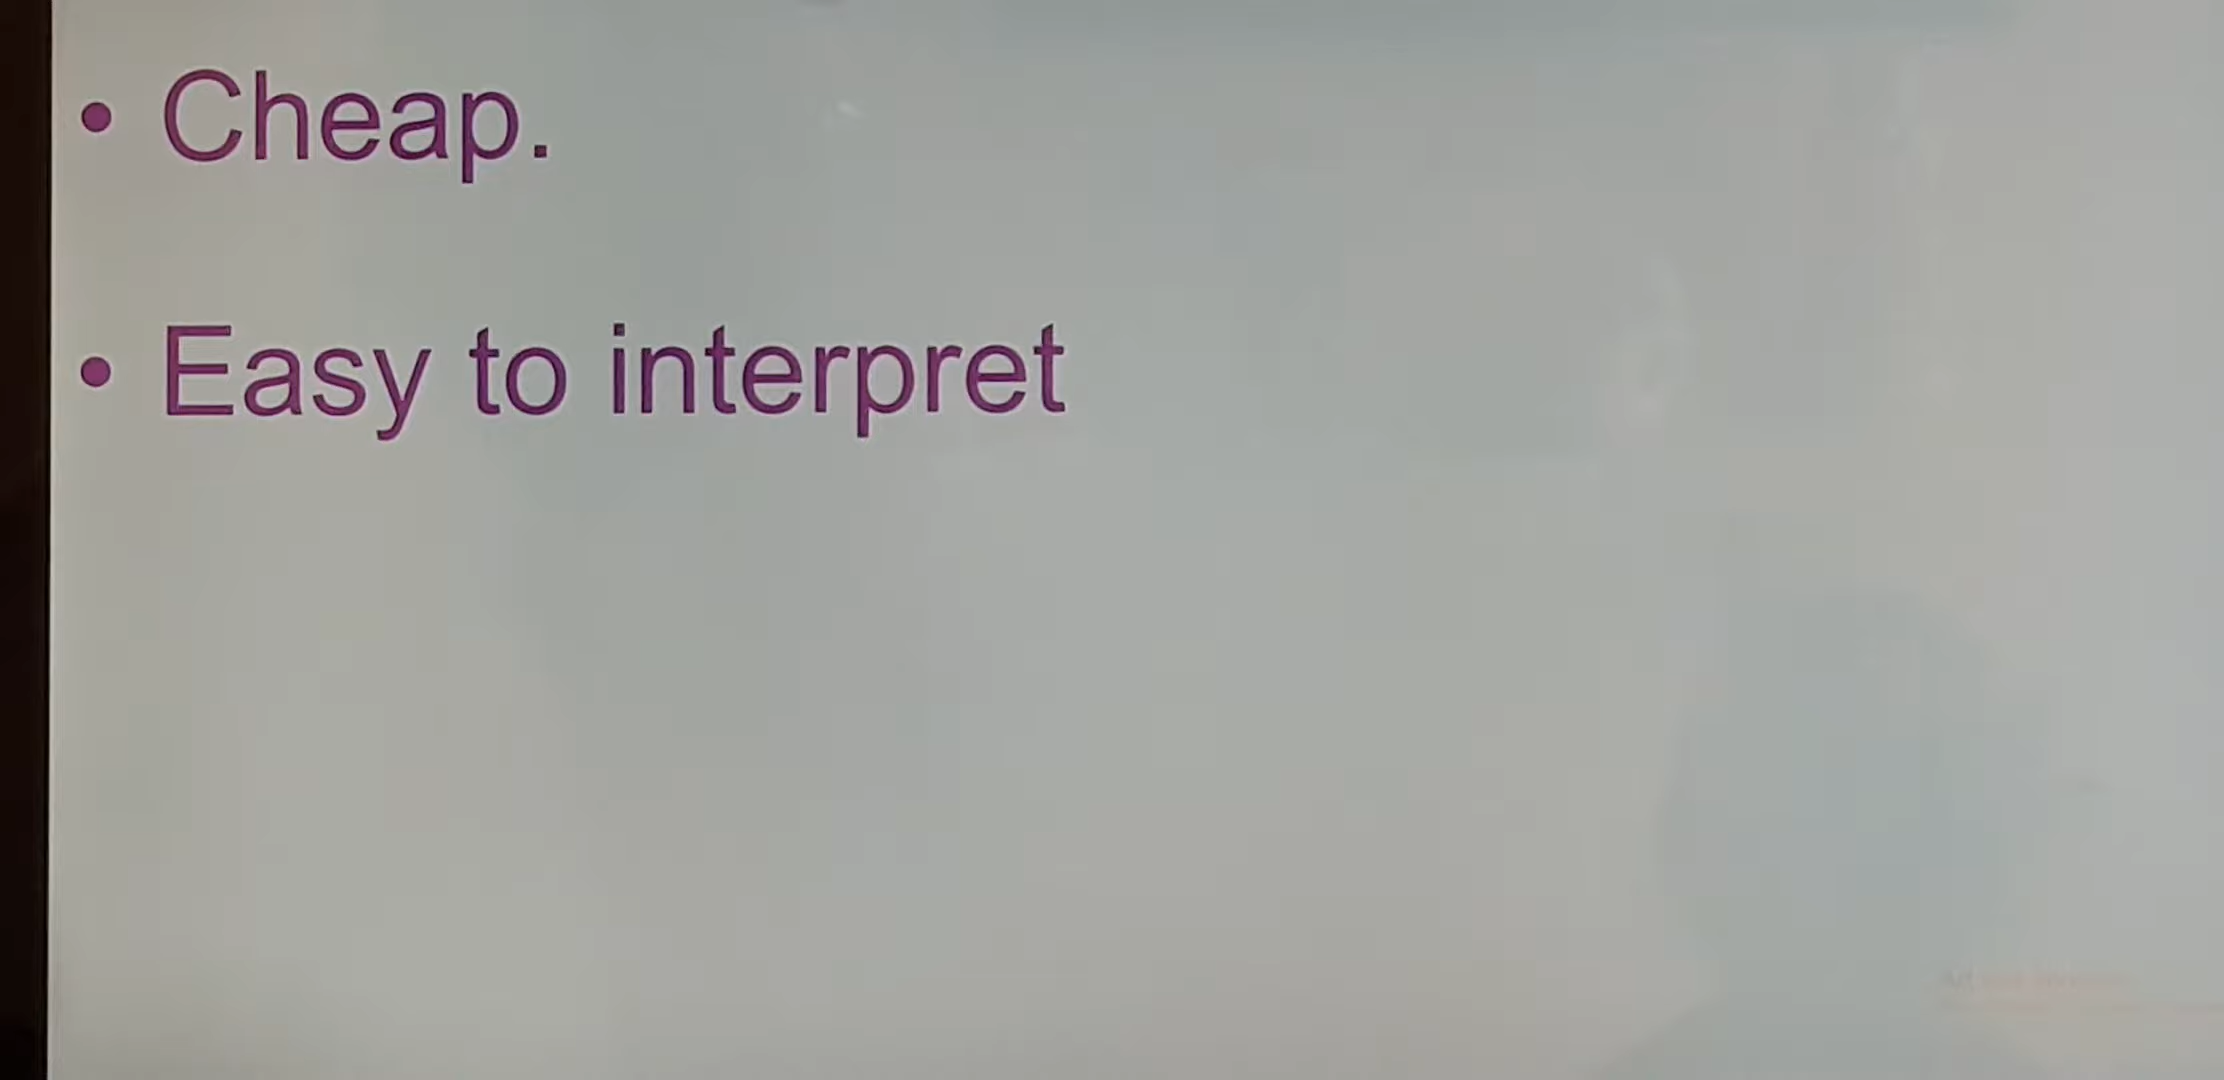 • Cheap.
• Easy to interpret